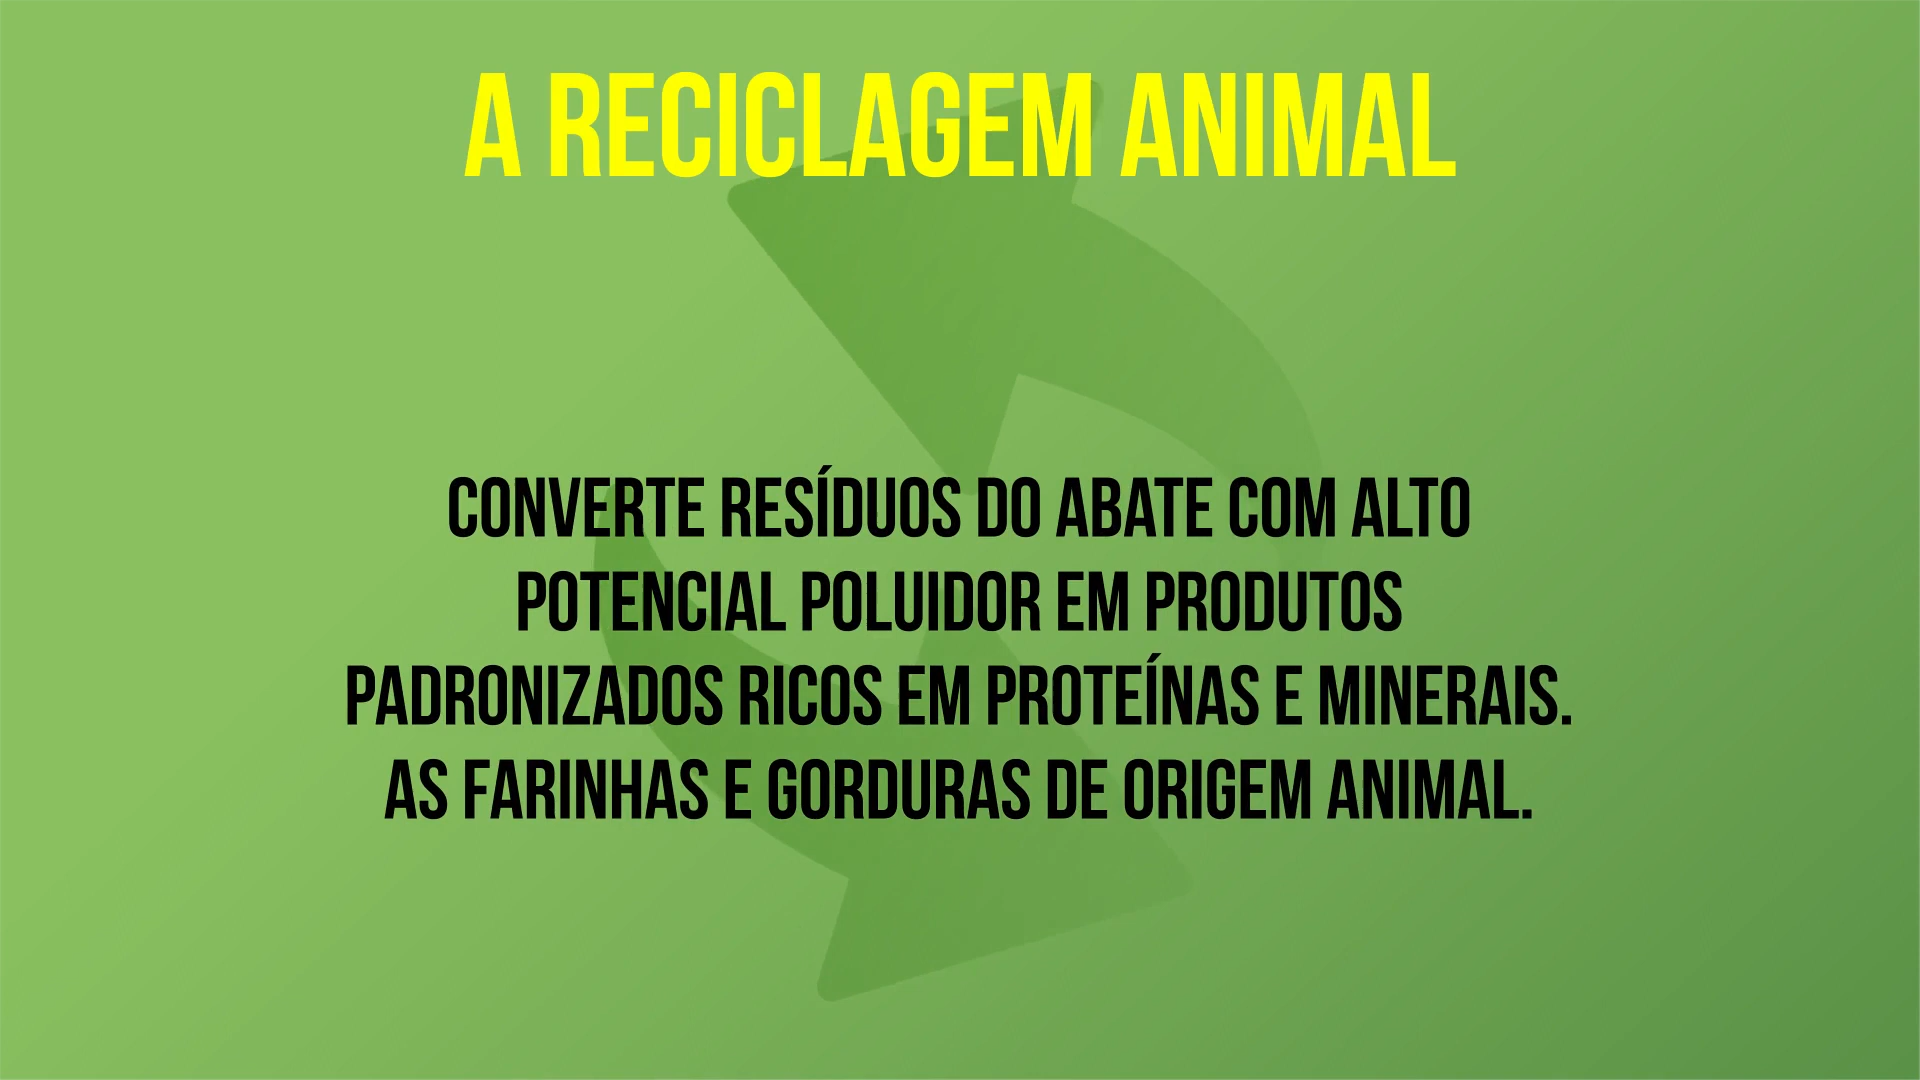 A RECICLAGEM ANIMAL
CONVERTE RESÍDUOS DO ABATE COM ALTO
POTENCIAL POLUIDOR EM PRODUTOS
PADRONIZADOS RICOS EM PROTEÍNAS E MINERAIS.
AS FARINHAS E GORDURAS DE ORIGEM ANIMAL.